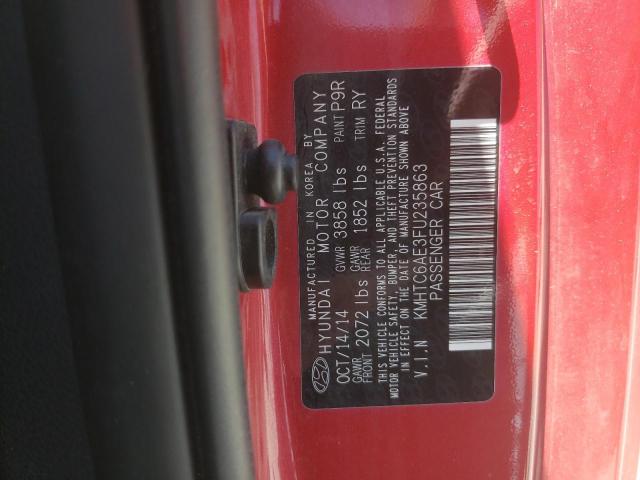 MANUFACTURED IN KOREA BY
HYUNDAI MOTOR COMPANY
OCT/14/14 GVWR 3858 lbs PAINT P9R
GAWR FRONT 2072 lbs GAWR REAR 1852 lbs TRIM RY
THIS VEHICLE CONFORMS TO ALL APPLICABLE U.S.A. FEDERAL
MOTOR VEHICLE SAFETY, BUMPER, AND THEFT PREVENTION STANDARDS
IN EFFECT ON THE DATE OF MANUFACTURE SHOWN ABOVE
V.I.N KMHTC6AE3FU235863
PASSENGER CAR